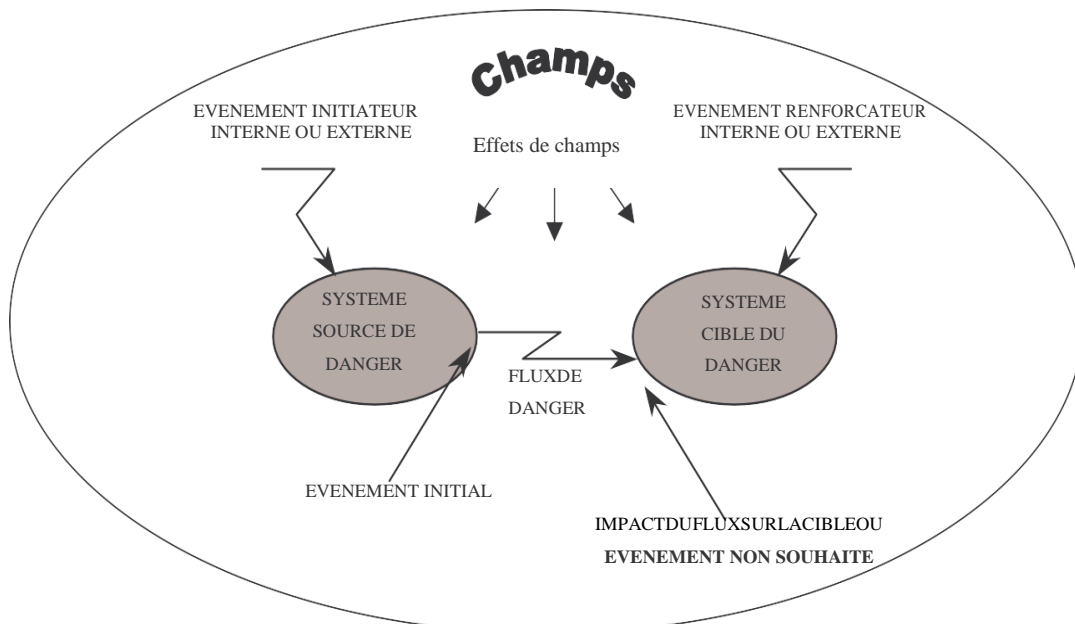 Champs
EVENEMENT INITIATEUR
INTERNE OU EXTERNE
EVENEMENT RENFORCATEUR
INTERNE OU EXTERNE
Effets de champs
SYSTEME
SOURCE DE
DANGER
SYSTEME
CIBLE DU
DANGER
FLUXDE
DANGER
EVENEMENT INITIAL
IMPACTDUFLUXSURLACIBLEOU
EVENEMENT NON SOUHAITE